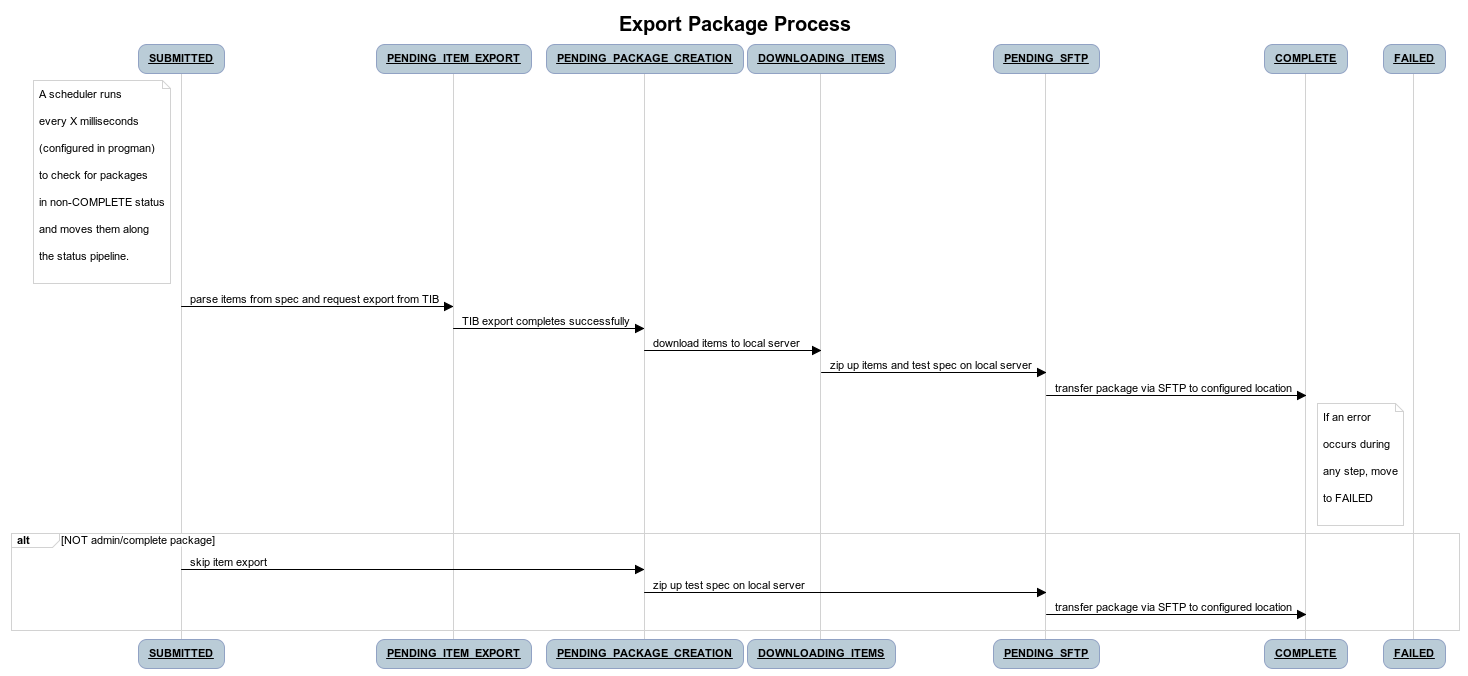 Export Package Process
SUBMITTED
PENDING_ITEM_EXPORT
PENDING_PACKAGE_CREATION
DOWNLOADING_ITEMS
PENDING_SFTP
COMPLETE
FAILED
A scheduler runs
every X milliseconds
(configured in progman)
to check for packages
in non-COMPLETE status
and moves them along
the status pipeline.
parse items from spec and request export from TIB
TIB export completes successfully
download items to local server
zip up items and test spec on local server
transfer package via SFTP to configured location
If an error
occurs during
any step, move
to FAILED
alt
[NOT admin/complete package]
skip item export
zip up test spec on local server
transfer package via SFTP to configured location
SUBMITTED
PENDING_ITEM_EXPORT
PENDING_PACKAGE_CREATION
DOWNLOADING_ITEMS
PENDING_SFTP
COMPLETE
FAILED